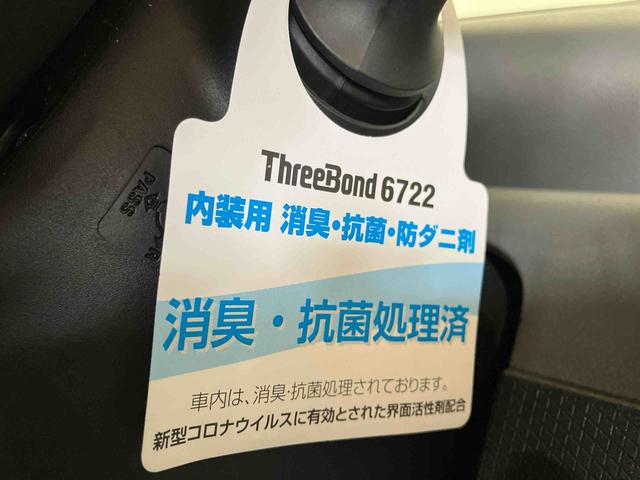 ThreeBond 6722
内装用 消臭・抗菌・防ダニ剤
消臭・抗菌処理済
車内は、消臭・抗菌処理されております。
新型コロナウイルスに有効とされた界面活性剤配合
PASS